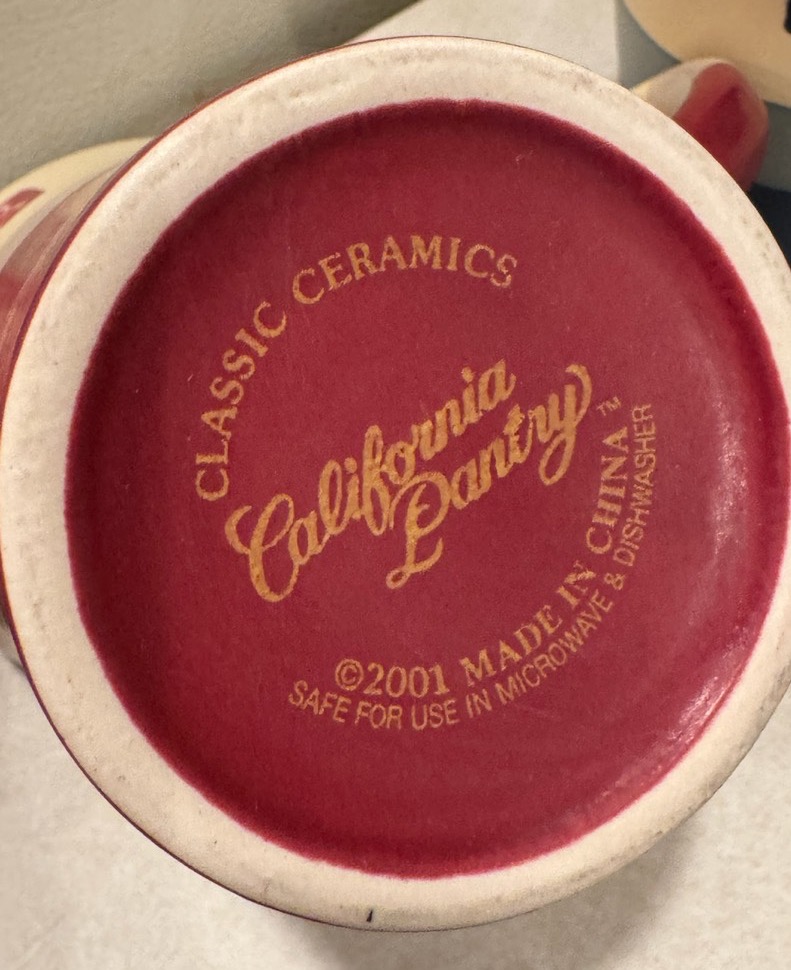 CLASSIC CERAMICS
California
Pantry™
©2001 MADE IN CHINA
SAFE FOR USE IN MICROWAVE & DISHWASHER